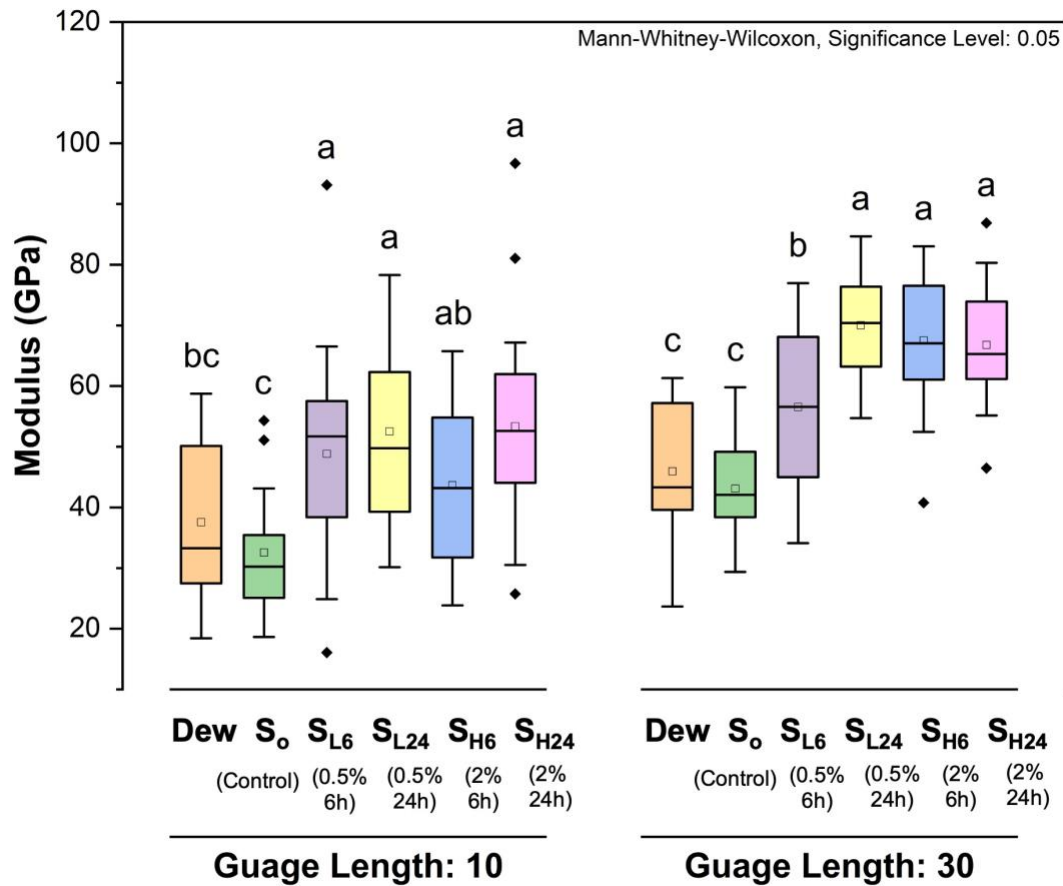 120
Mann-Whitney-Wilcoxon, Significance Level: 0.05
100
80
60
40
20
Modulus (GPa)
a
a
a
ab
bc
c
a
a
a
b
c
c
Dew So SL6 SL24 SH6 SH24
(Control) (0.5% 6h) (0.5% 24h) (2% 6h) (2% 24h)
Guage Length: 10
Dew So SL6 SL24 SH6 SH24
(Control) (0.5% 6h) (0.5% 24h) (2% 6h) (2% 24h)
Guage Length: 30